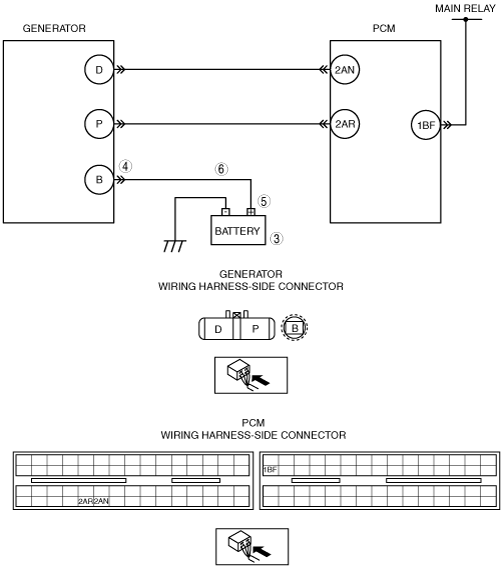 MAIN RELAY
GENERATOR
PCM
D
2AN
P
2AR
1BF
B
④
⑥
⑤
- +
BATTERY
③
GENERATOR
WIRING HARNESS-SIDE CONNECTOR
D P B
PCM
WIRING HARNESS-SIDE CONNECTOR
1BF
2AR 2AN